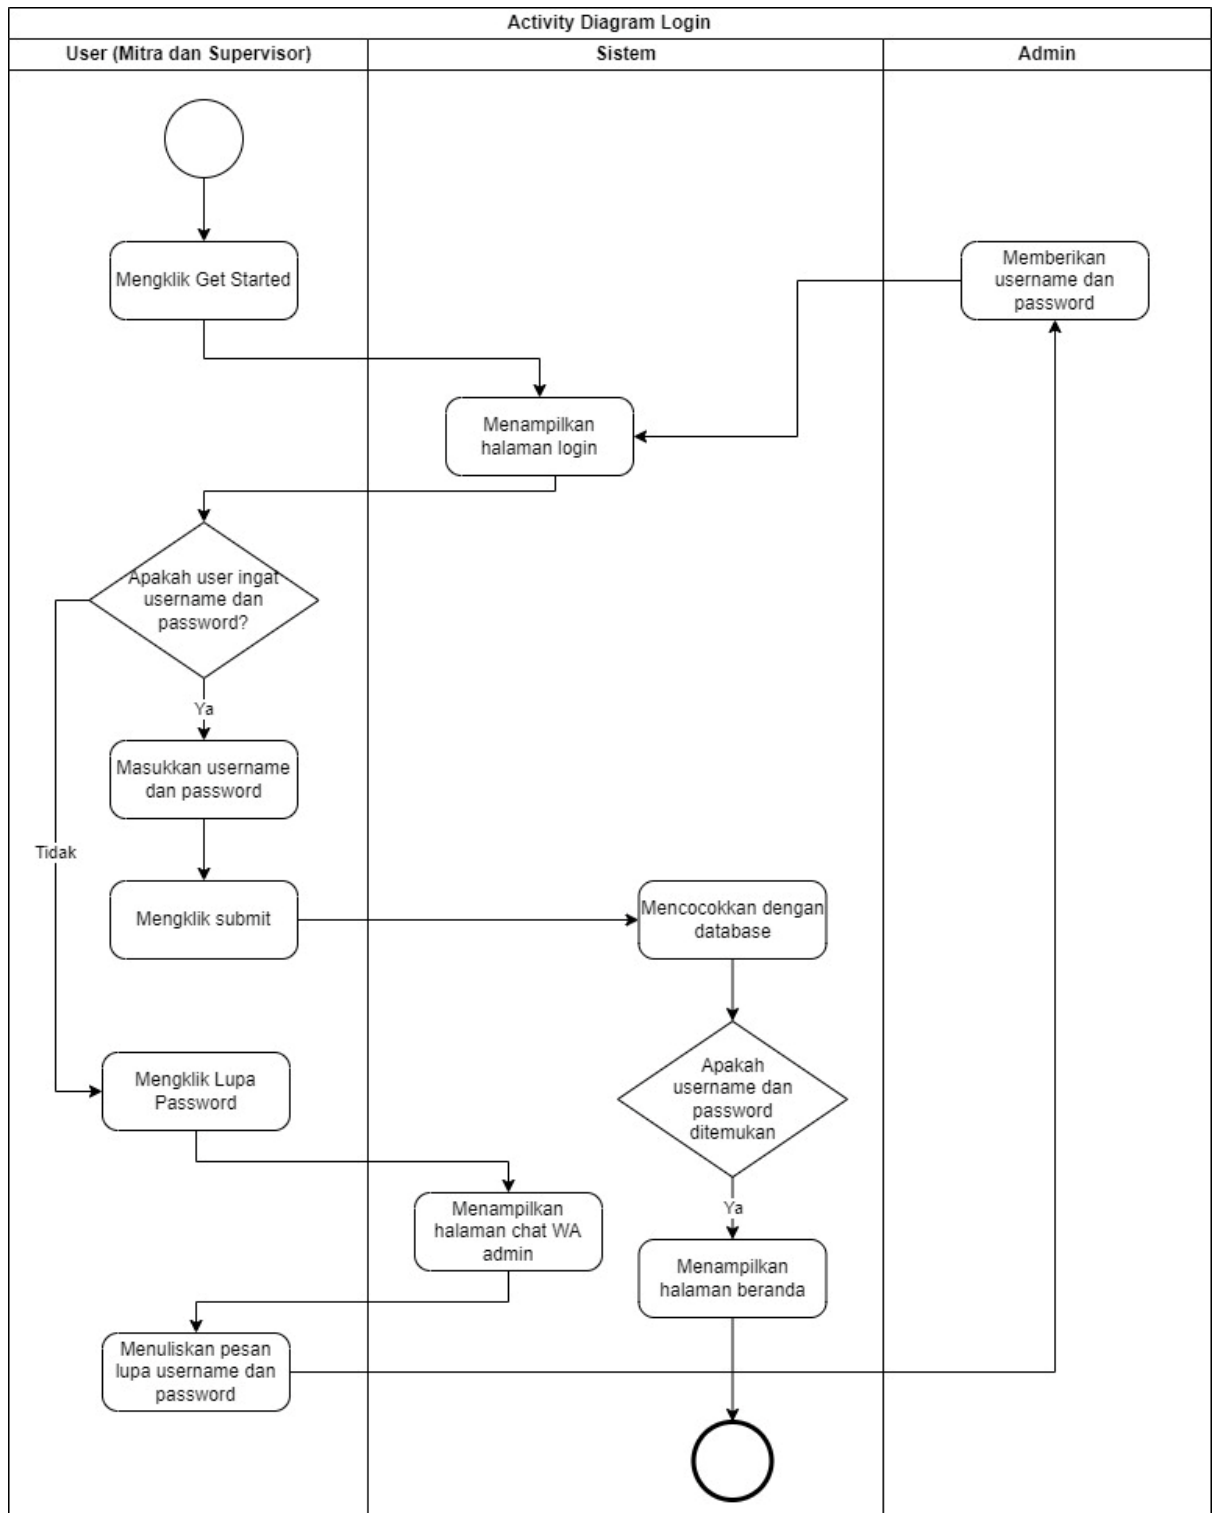 Activity Diagram Login
User (Mitra dan Supervisor)
Sistem
Admin
Mengklik Get Started
Memberikan
username dan
password
Menampilkan
halaman login
Apakah user ingat
username dan
password?
Ya
Masukkan username
dan password
Tidak
Mengklik submit
Mencocokkan dengan
database
Mengklik Lupa
Password
Apakah
username dan
password
ditemukan
Ya
Menampilkan
halaman chat WA
admin
Menampilkan
halaman beranda
Menuliskan pesan
lupa username dan
password